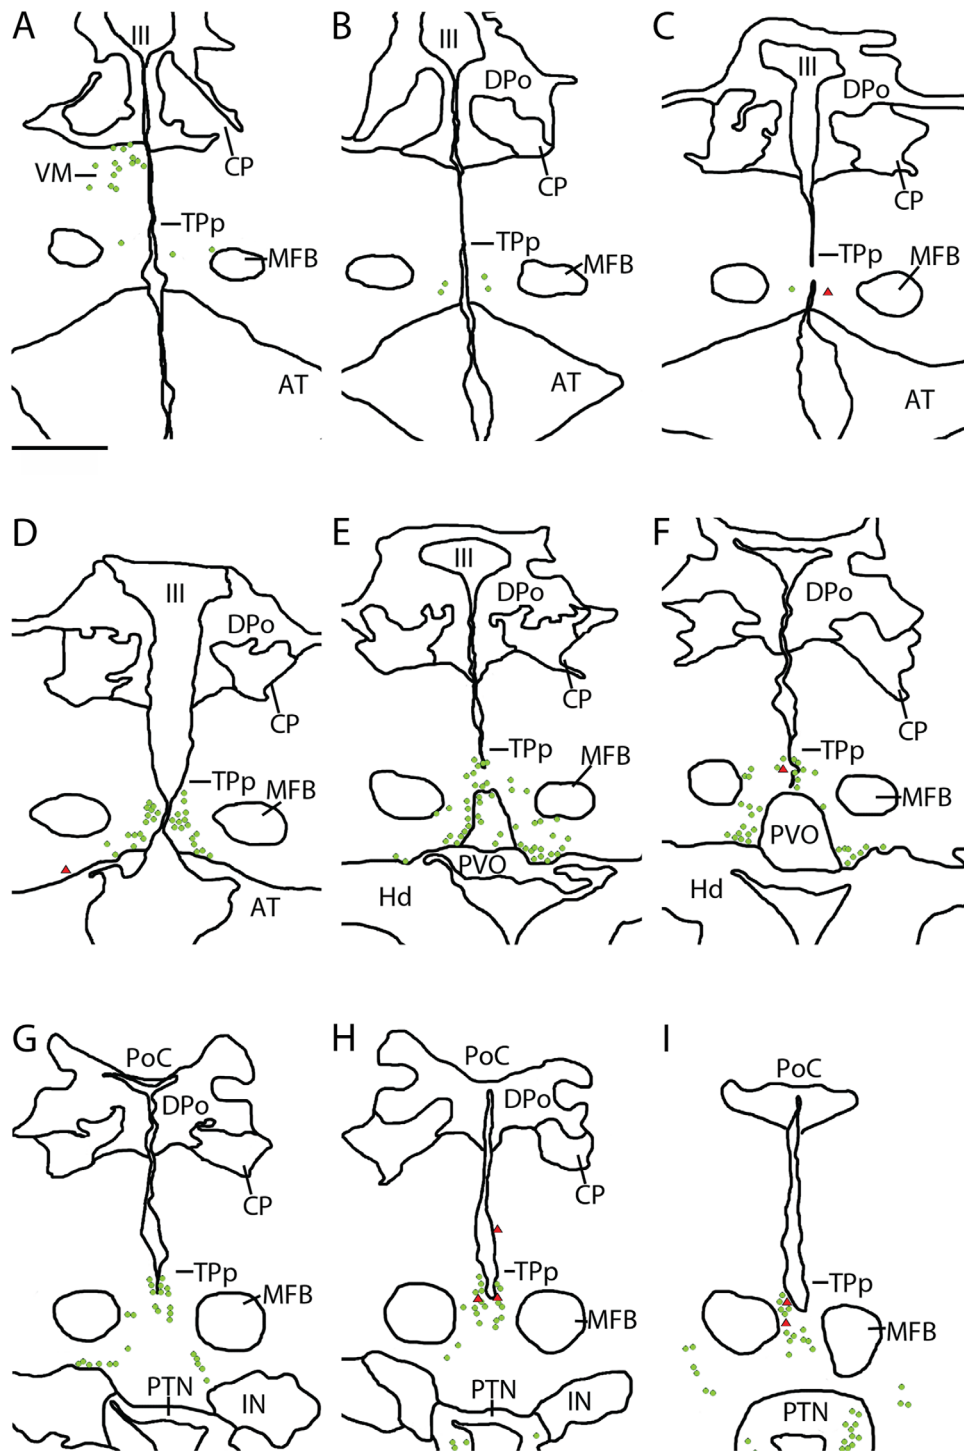 A
III
CP
VM
TPp
MFB
AT
B
III
DPo
CP
TPp
MFB
AT
C
III
DPo
CP
TPp
MFB
AT
D
III
DPo
CP
TPp
MFB
AT
E
III
DPo
CP
TPp
MFB
PVO
Hd
F
DPo
CP
TPp
MFB
PVO
Hd
G
PoC
DPo
CP
TPp
MFB
PTN
IN
H
PoC
DPo
CP
TPp
MFB
PTN
IN
I
PoC
TPp
MFB
PTN